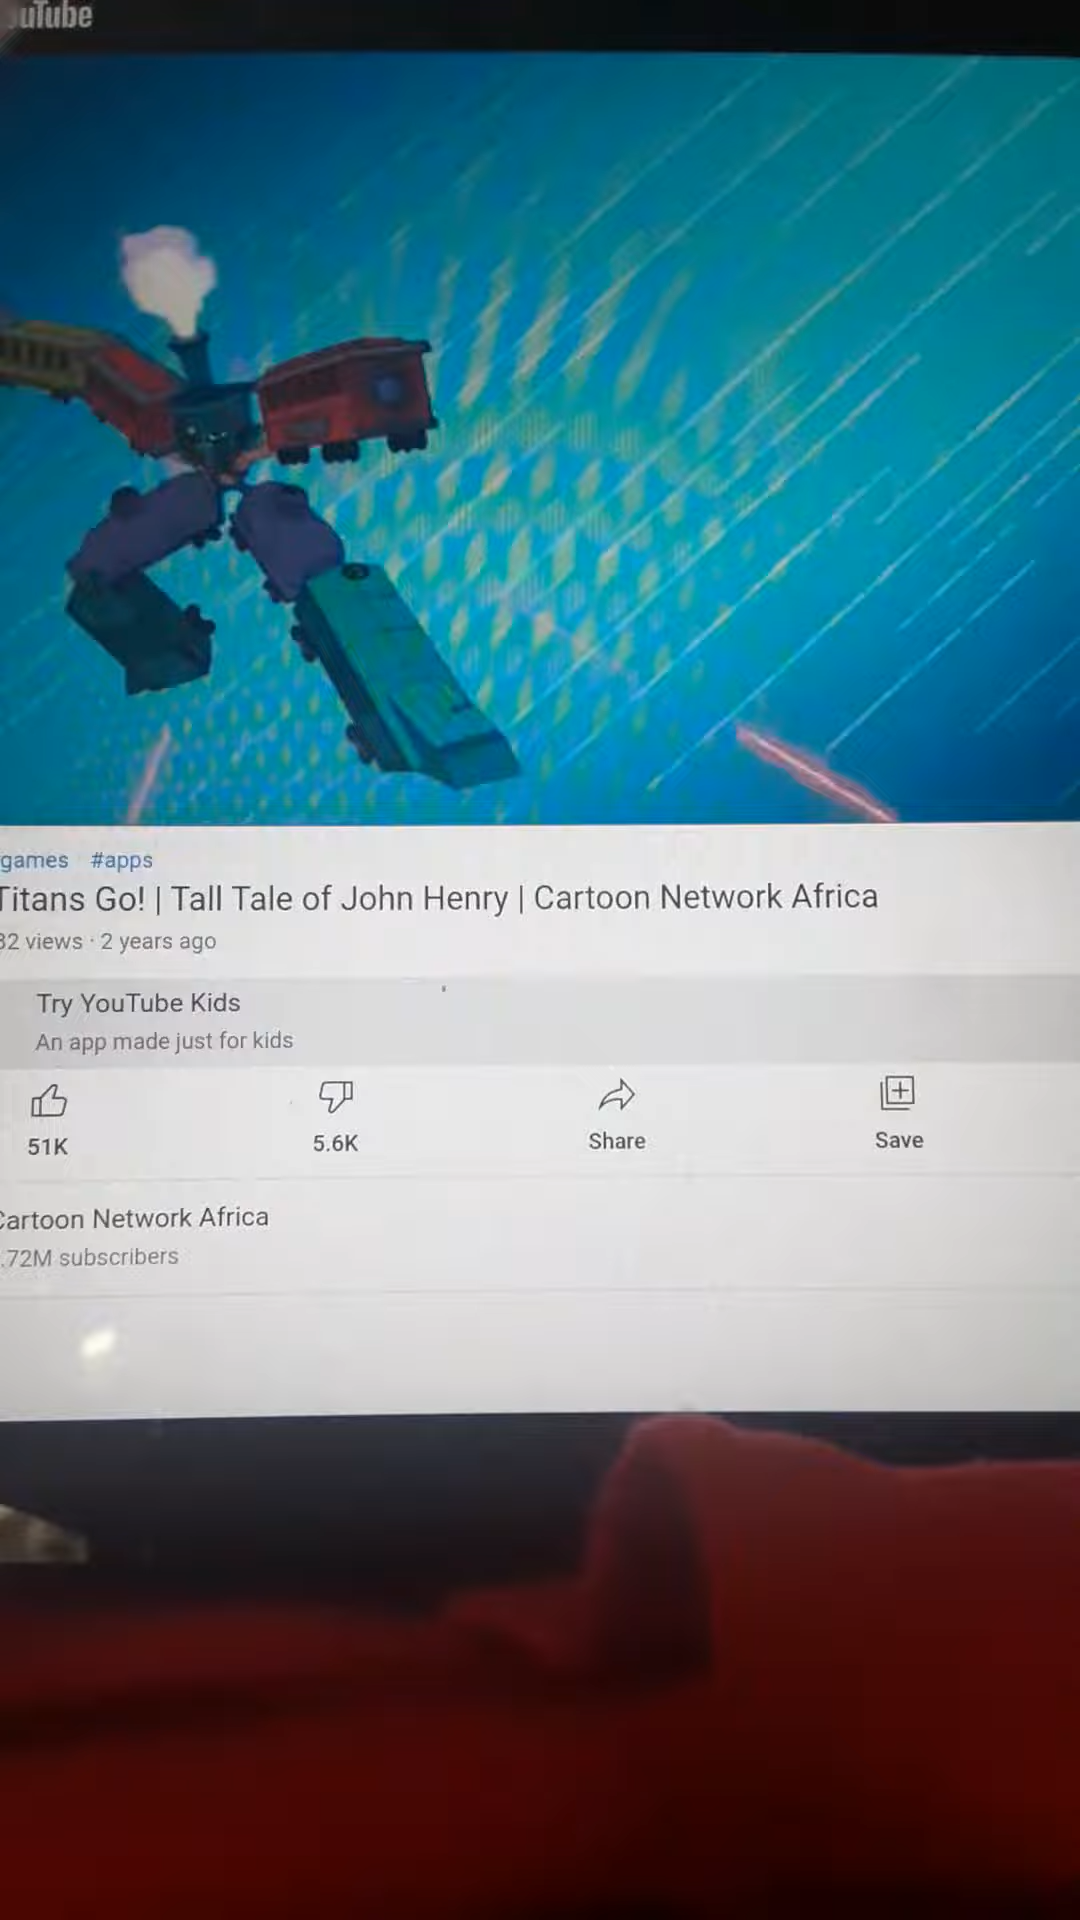 uTube
games #apps
Titans Go! | Tall Tale of John Henry | Cartoon Network Africa
32 views · 2 years ago
Try YouTube Kids
An app made just for kids
51K
5.6K
Share
Save
Cartoon Network Africa
.72M subscribers